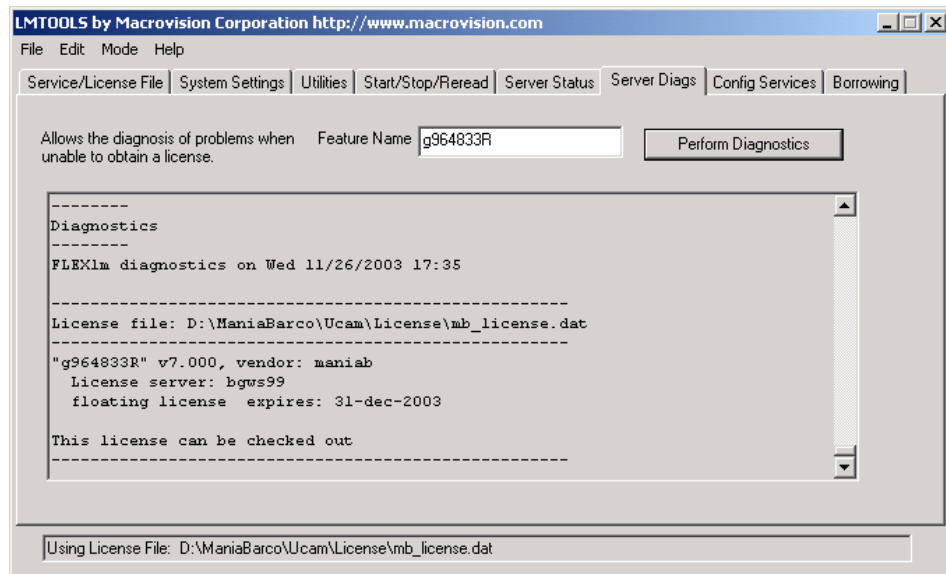 LMTOOLS by Macrovision Corporation http://www.macrovision.com
File Edit Mode Help
Service/License File System Settings Utilities Start/Stop/Reread Server Status Server Diags Config Services Borrowing
Allows the diagnosis of problems when
unable to obtain a license.
Feature Name g964833R Perform Diagnostics
--------
Diagnostics
--------
FLEXlm diagnostics on Wed 11/26/2003 17:35
-----------------------------------------------------
License file: D:\ManiaBarco\Ucam\License\mb_license.dat
-----------------------------------------------------
"g964833R" v7.000, vendor: maniab
License server: bgws99
floating license expires: 31-dec-2003
This license can be checked out
-----------------------------------------------------
Using License File: D:\ManiaBarco\Ucam\License\mb_license.dat